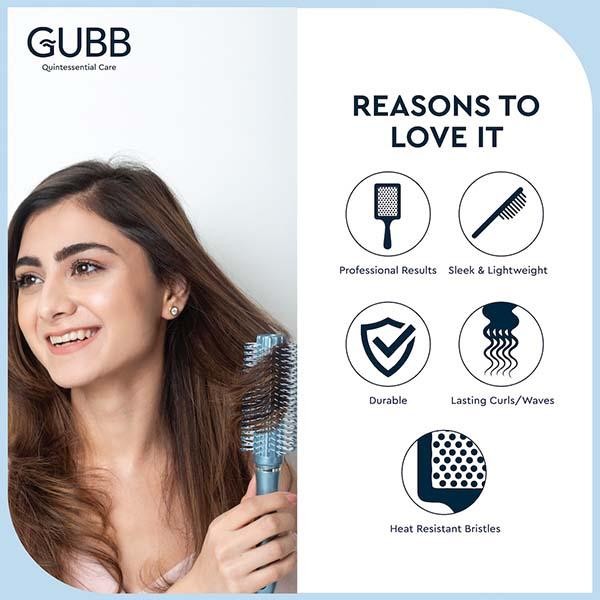 GUBB
Quintessential Care
REASONS TO
LOVE IT
Professional Results
Sleek & Lightweight
Durable
Lasting Curls/Waves
Heat Resistant Bristles